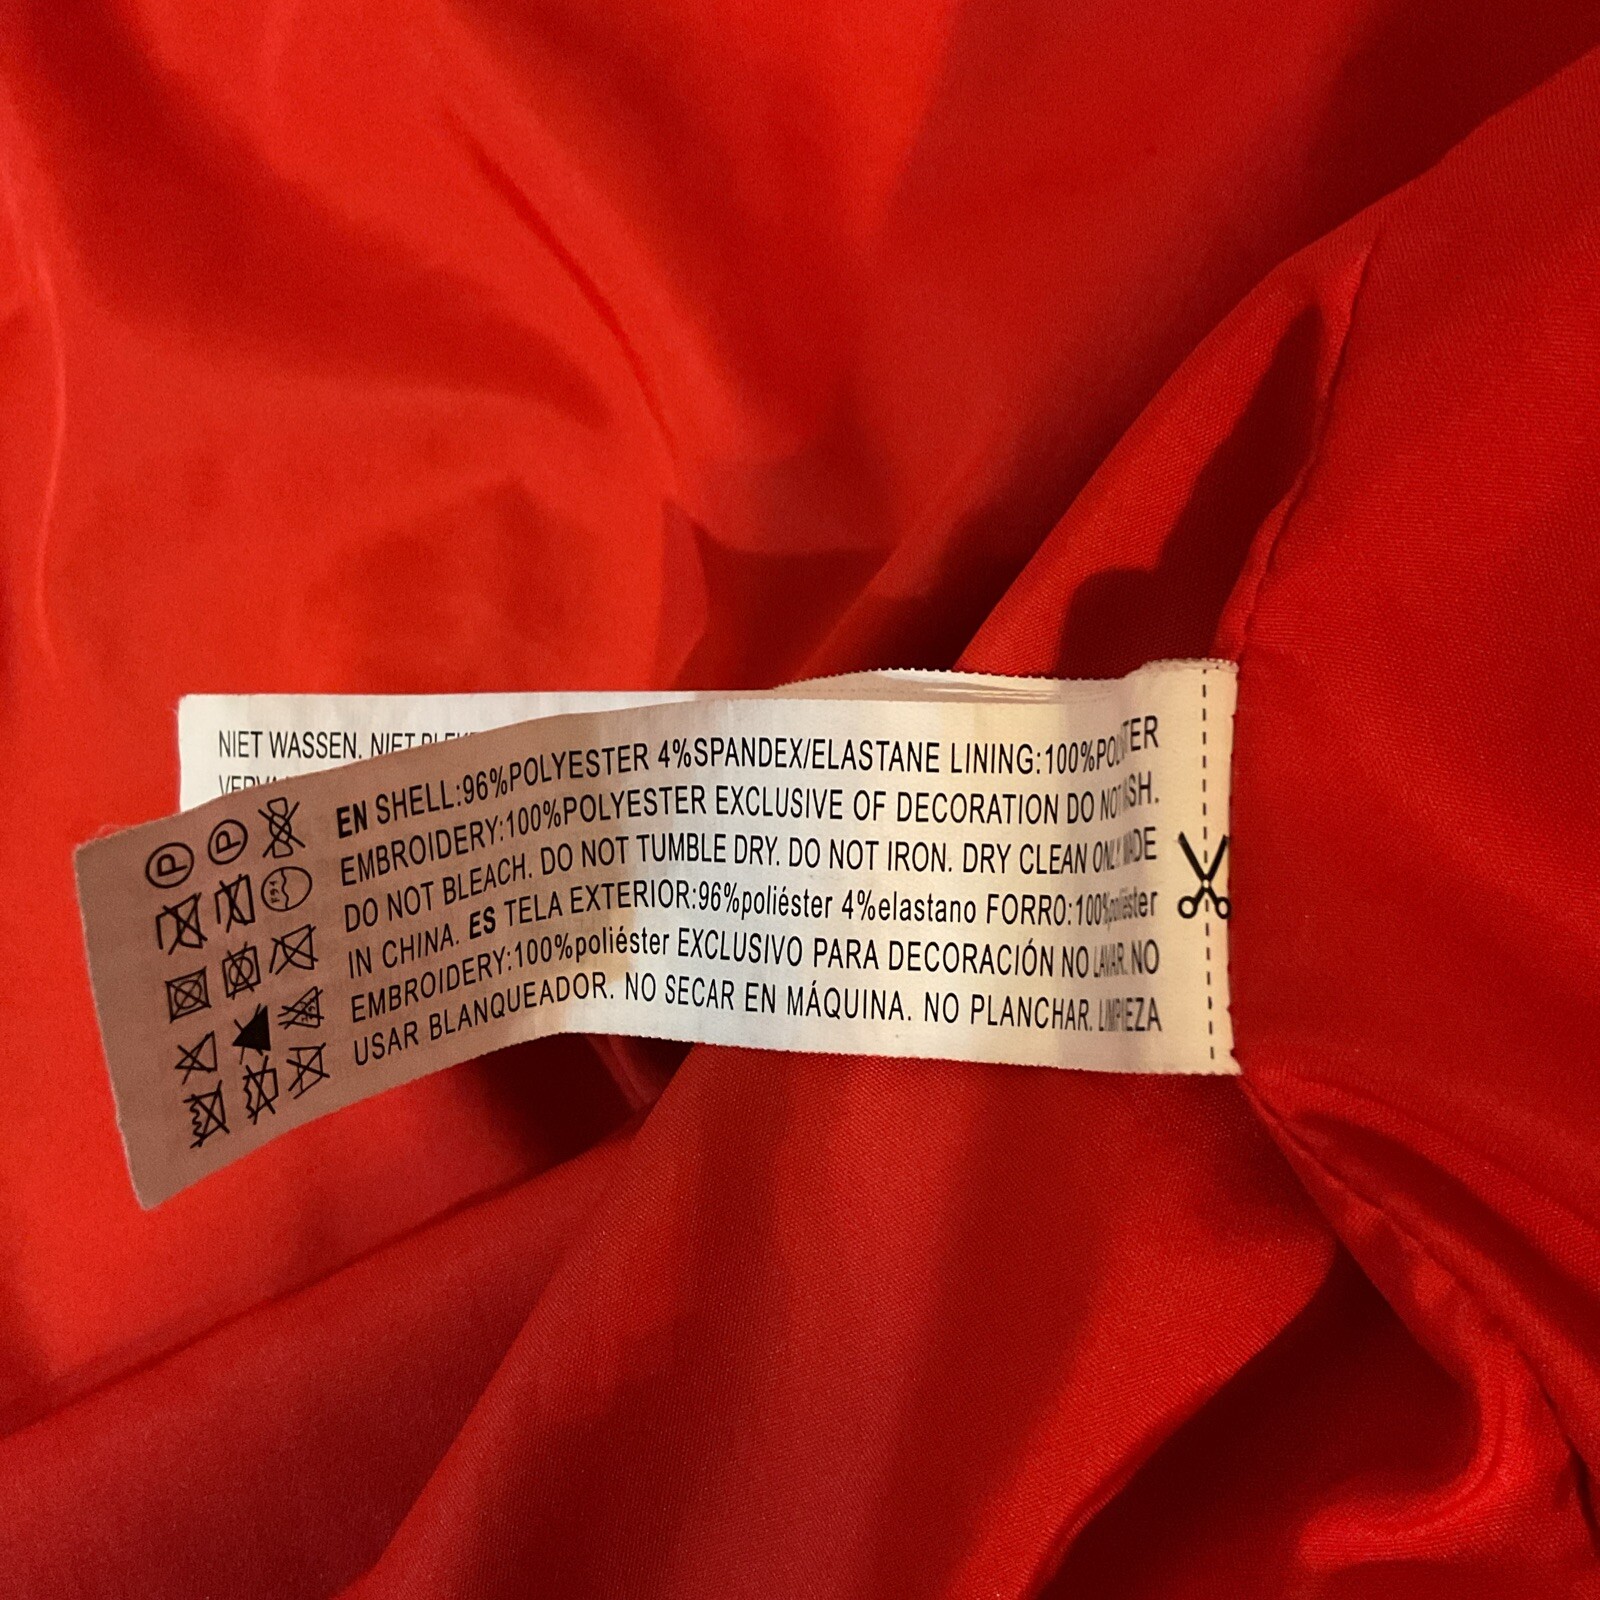 NIET WASSEN. NIET
EN SHELL:96%POLYESTER 4%SPANDEX/ELASTANE LINING:100%POLYESTER
EMBROIDERY:100%POLYESTER EXCLUSIVE OF DECORATION DO NOT WASH.
DO NOT BLEACH. DO NOT TUMBLE DRY. DO NOT IRON. DRY CLEAN ONLY. MADE
IN CHINA. ES TELA EXTERIOR:96%poliéster 4%elastano FORRO:100%poliéster
EMBROIDERY:100%poliéster EXCLUSIVO PARA DECORACIÓN NO LAVAR. NO
USAR BLANQUEADOR. NO SECAR EN MÁQUINA. NO PLANCHAR. LIMPIEZA
P P